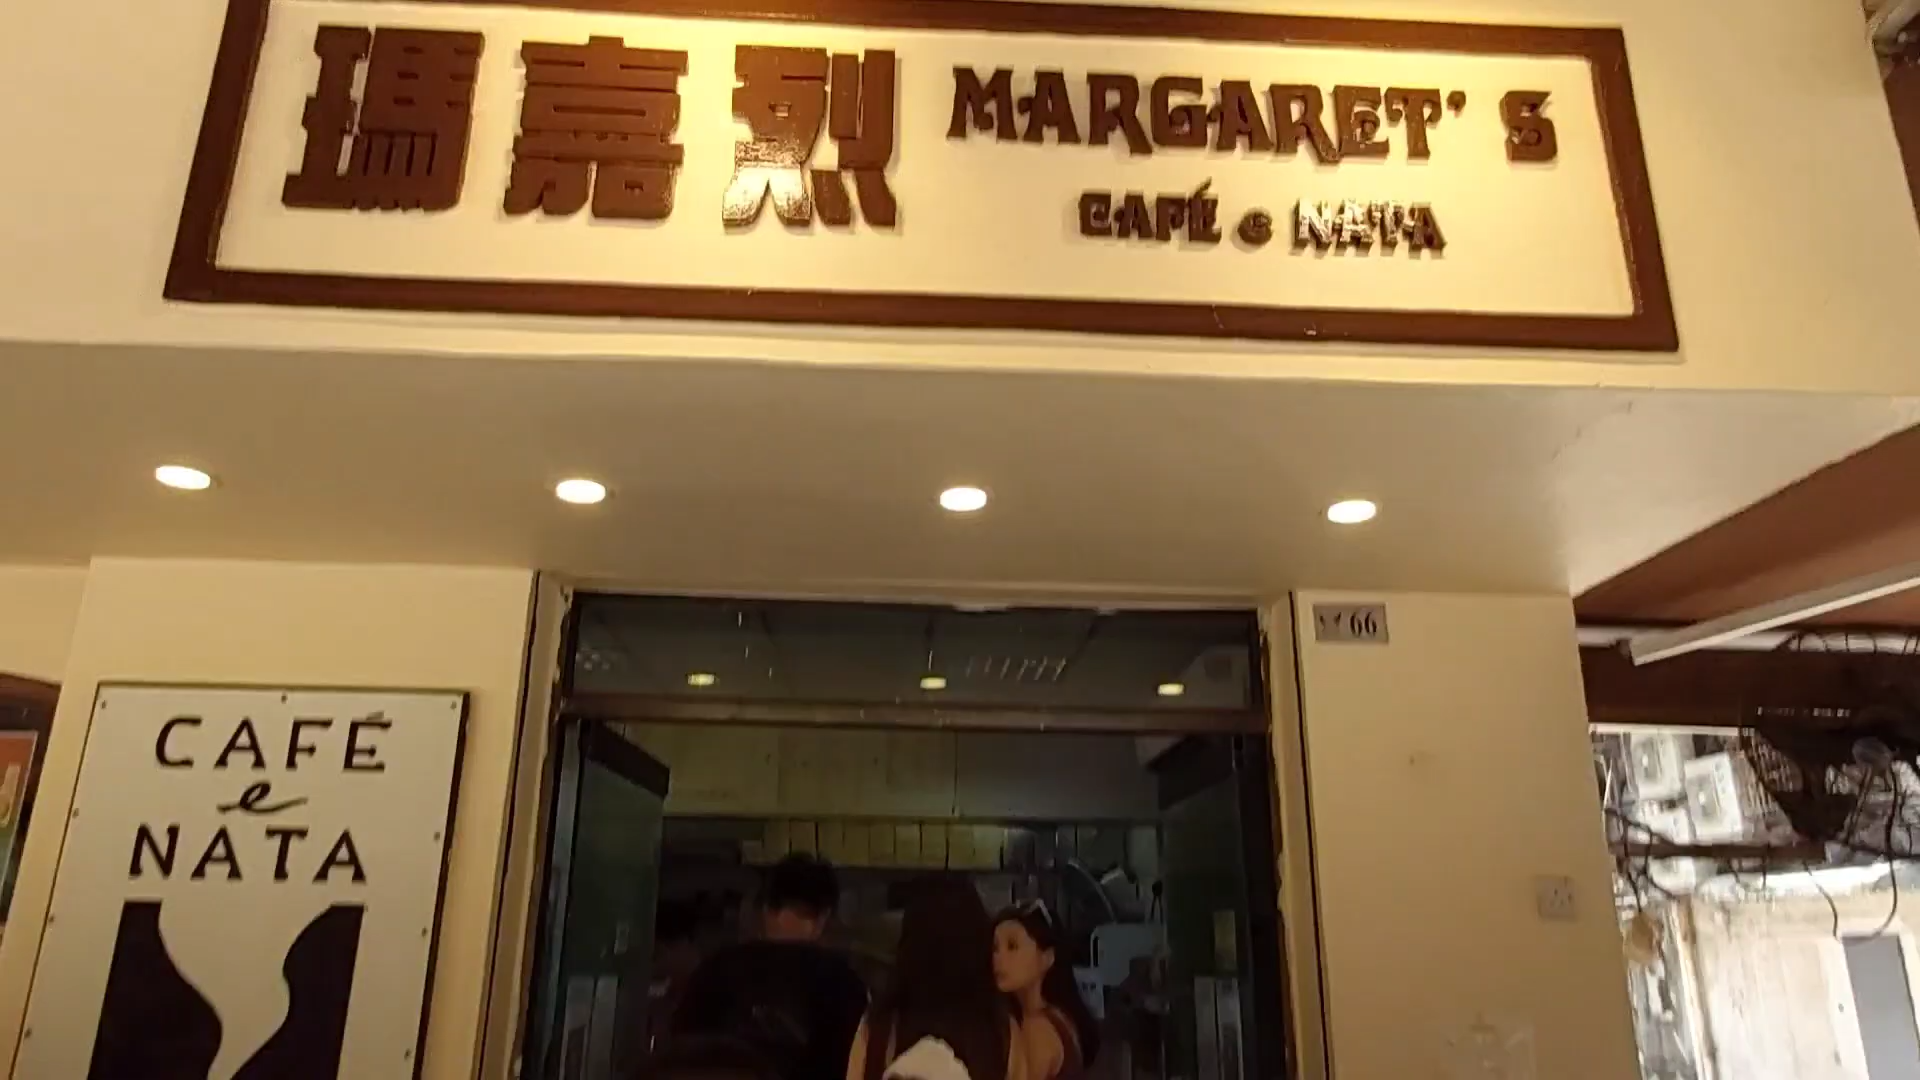 瑪嘉烈
MARGARET'S
CAFÉ e NATA
66
CAFÉ
e
NATA